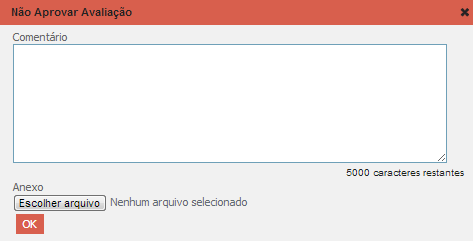 Não Aprovar Avaliação
Comentário
5000 caracteres restantes
Anexo
Escolher arquivo Nenhum arquivo selecionado
OK